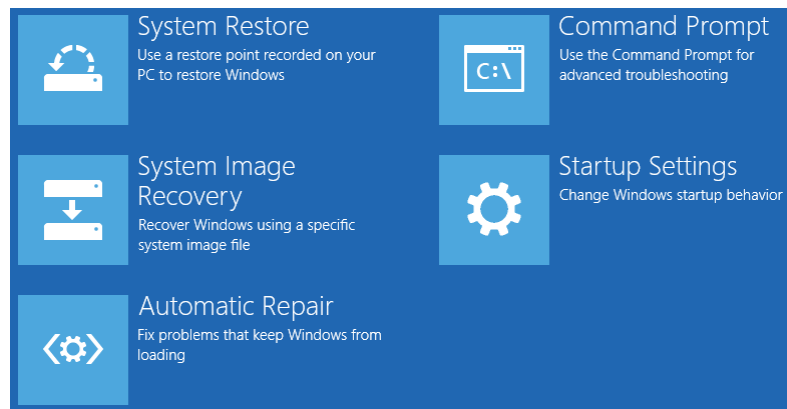 System Restore
Use a restore point recorded on your
PC to restore Windows
Command Prompt
C:\
Use the Command Prompt for
advanced troubleshooting
System Image
Recovery
Recover Windows using a specific
system image file
Startup Settings
Change Windows startup behavior
Automatic Repair
Fix problems that keep Windows from
loading